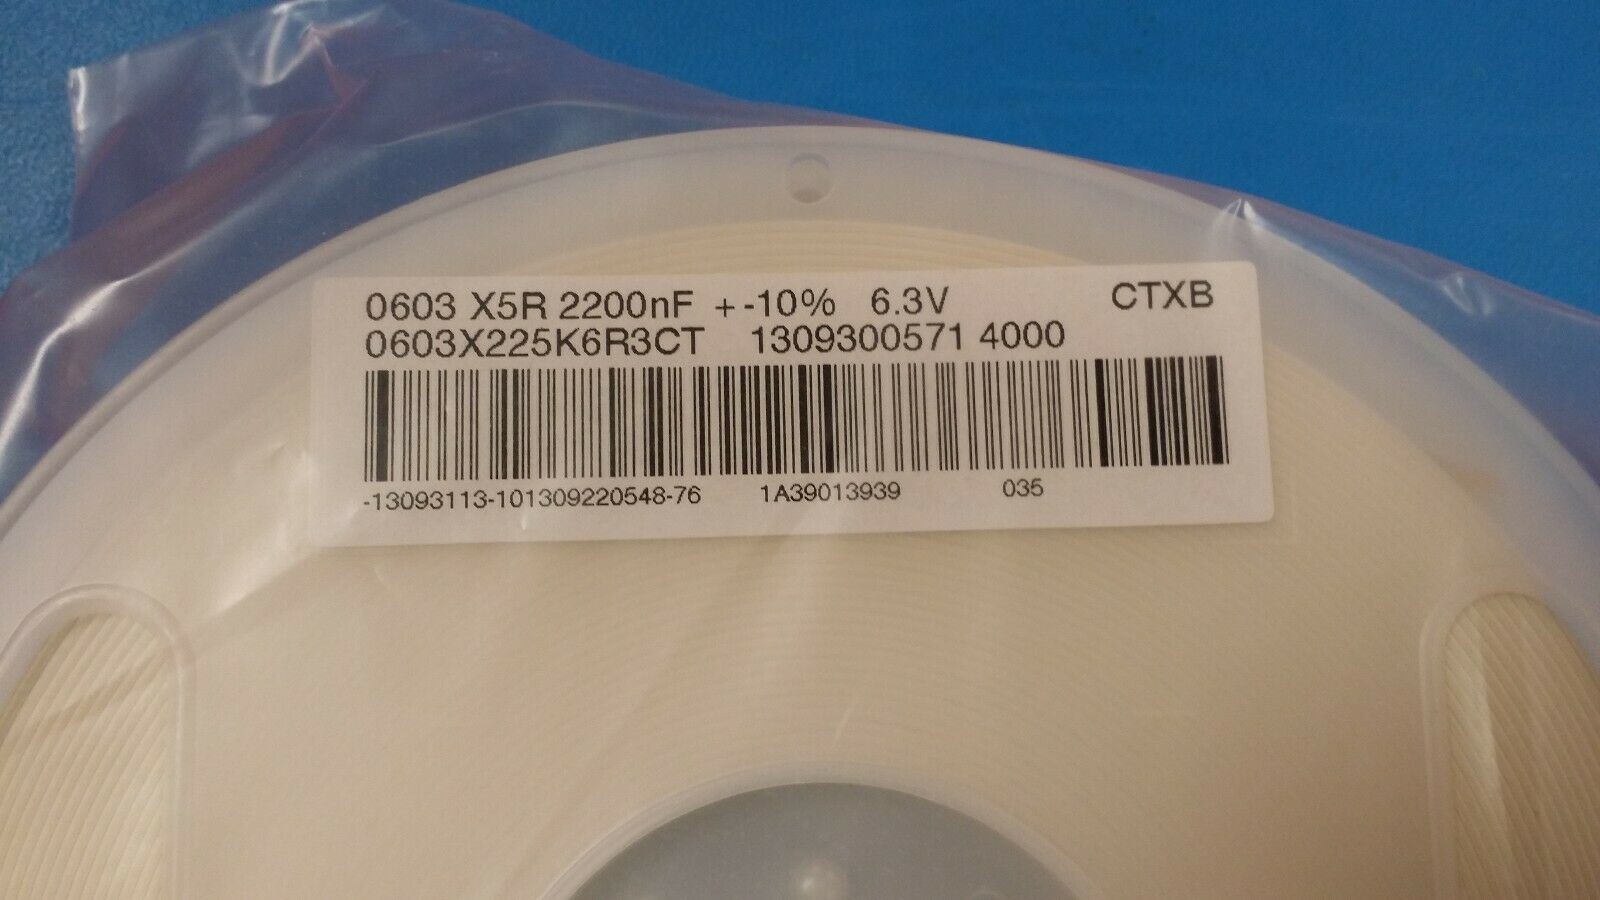 0603 X5R 2200nF +-10% 6.3V CTXB
0603X225K6R3CT 1309300571 4000
-13093113-101309220548-76 1A39013939 035